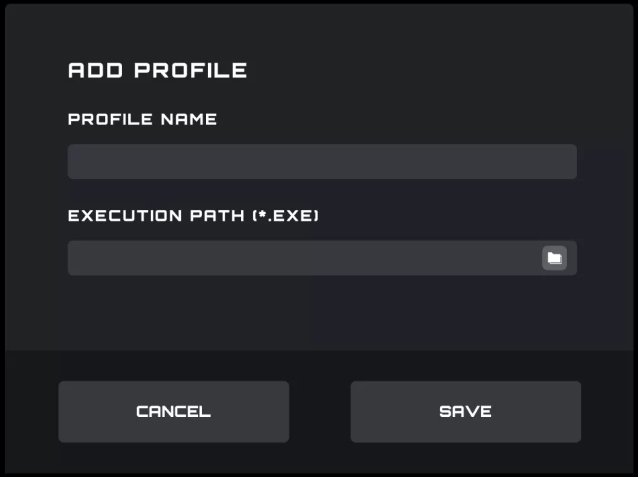 ADD PROFILE
PROFILE NAME
EXECUTION PATH (*.EXE)
CANCEL
SAVE